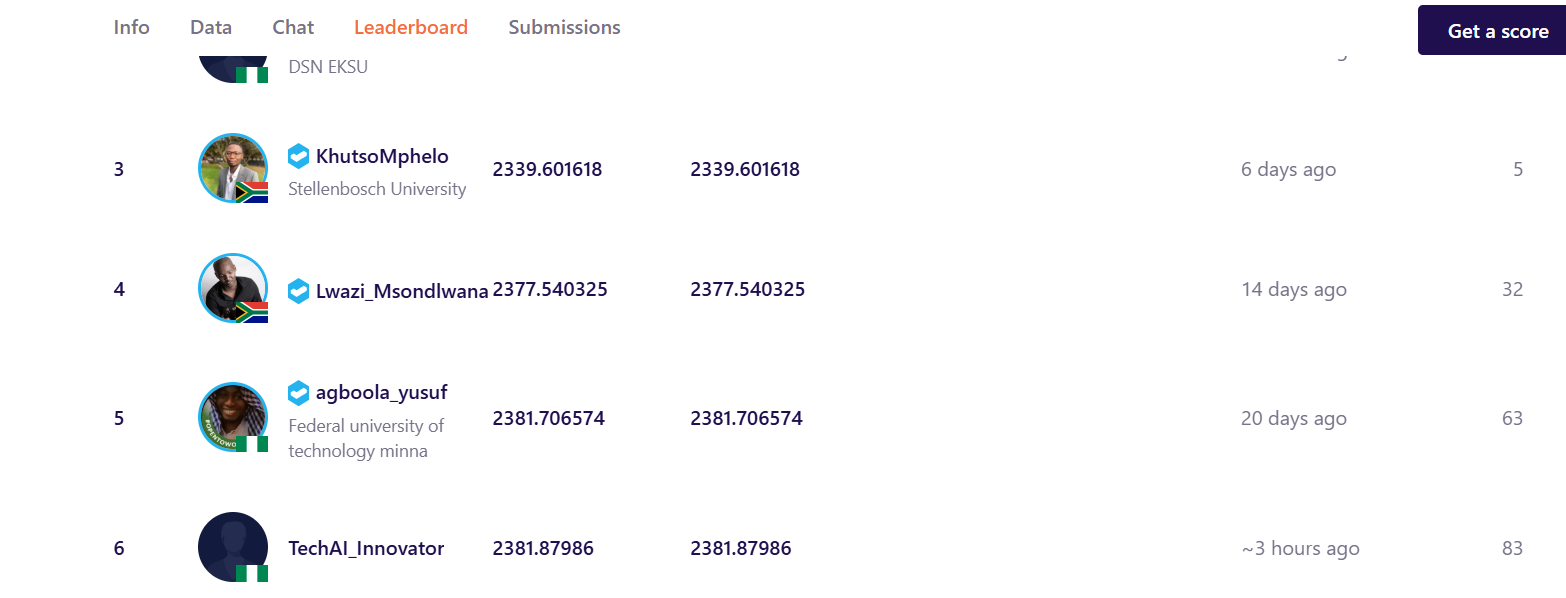 Info Data Chat Leaderboard Submissions Get a score
DSN EKSU
3 KhutsoMphelo 2339.601618 2339.601618 6 days ago 5
Stellenbosch University
4 Lwazi_Msondlwana 2377.540325 2377.540325 14 days ago 32
5 agboola_yusuf 2381.706574 2381.706574 20 days ago 63
Federal university of
technology minna
6 TechAI_Innovator 2381.87986 2381.87986 ~3 hours ago 83